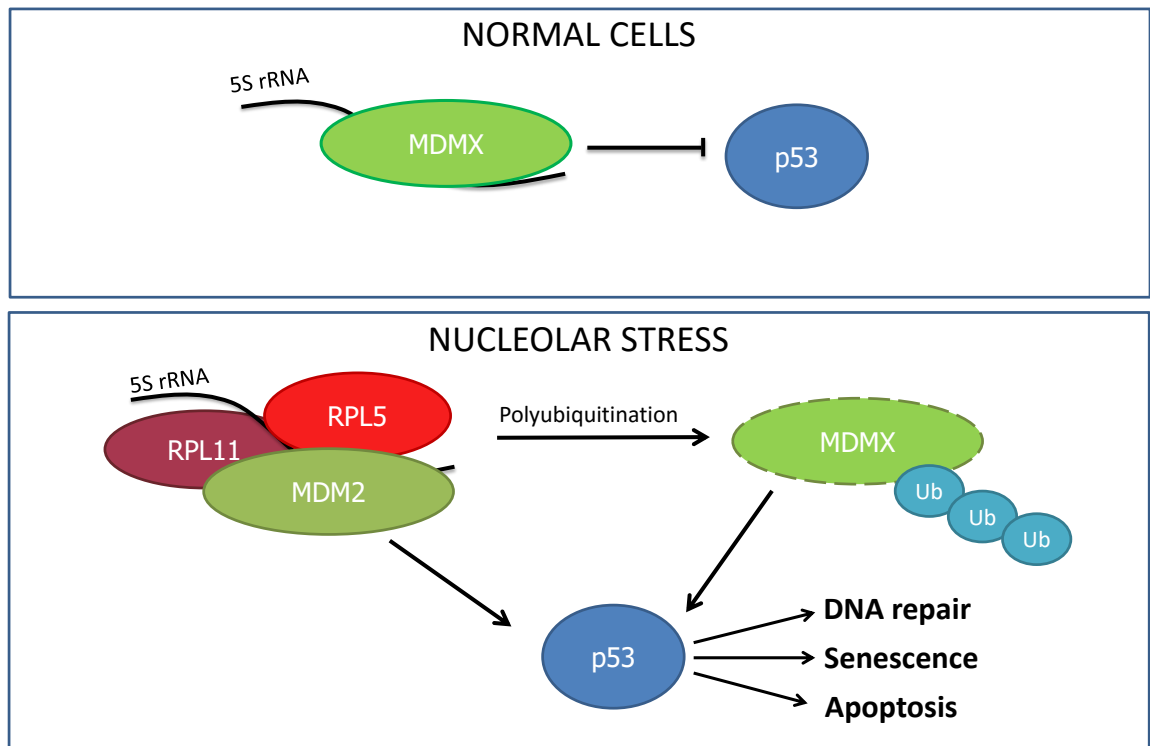 NORMAL CELLS
5S rRNA
MDMX
p53
NUCLEOLAR STRESS
5S rRNA
RPL5
RPL11
MDM2
Polyubiquitination
MDMX
Ub
Ub
Ub
p53
DNA repair
Senescence
Apoptosis